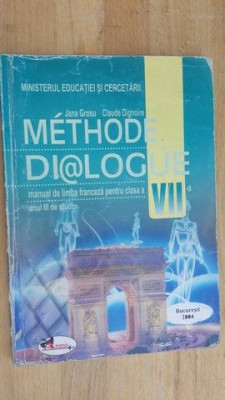 MINISTERUL EDUCAȚIEI ȘI CERCETĂRII
Jana Grosu Claude Dignoire
MÉTHODE
DI@LOGUE
manual de limba franceză pentru clasa a VII-a
anul III de studiu
București
2004